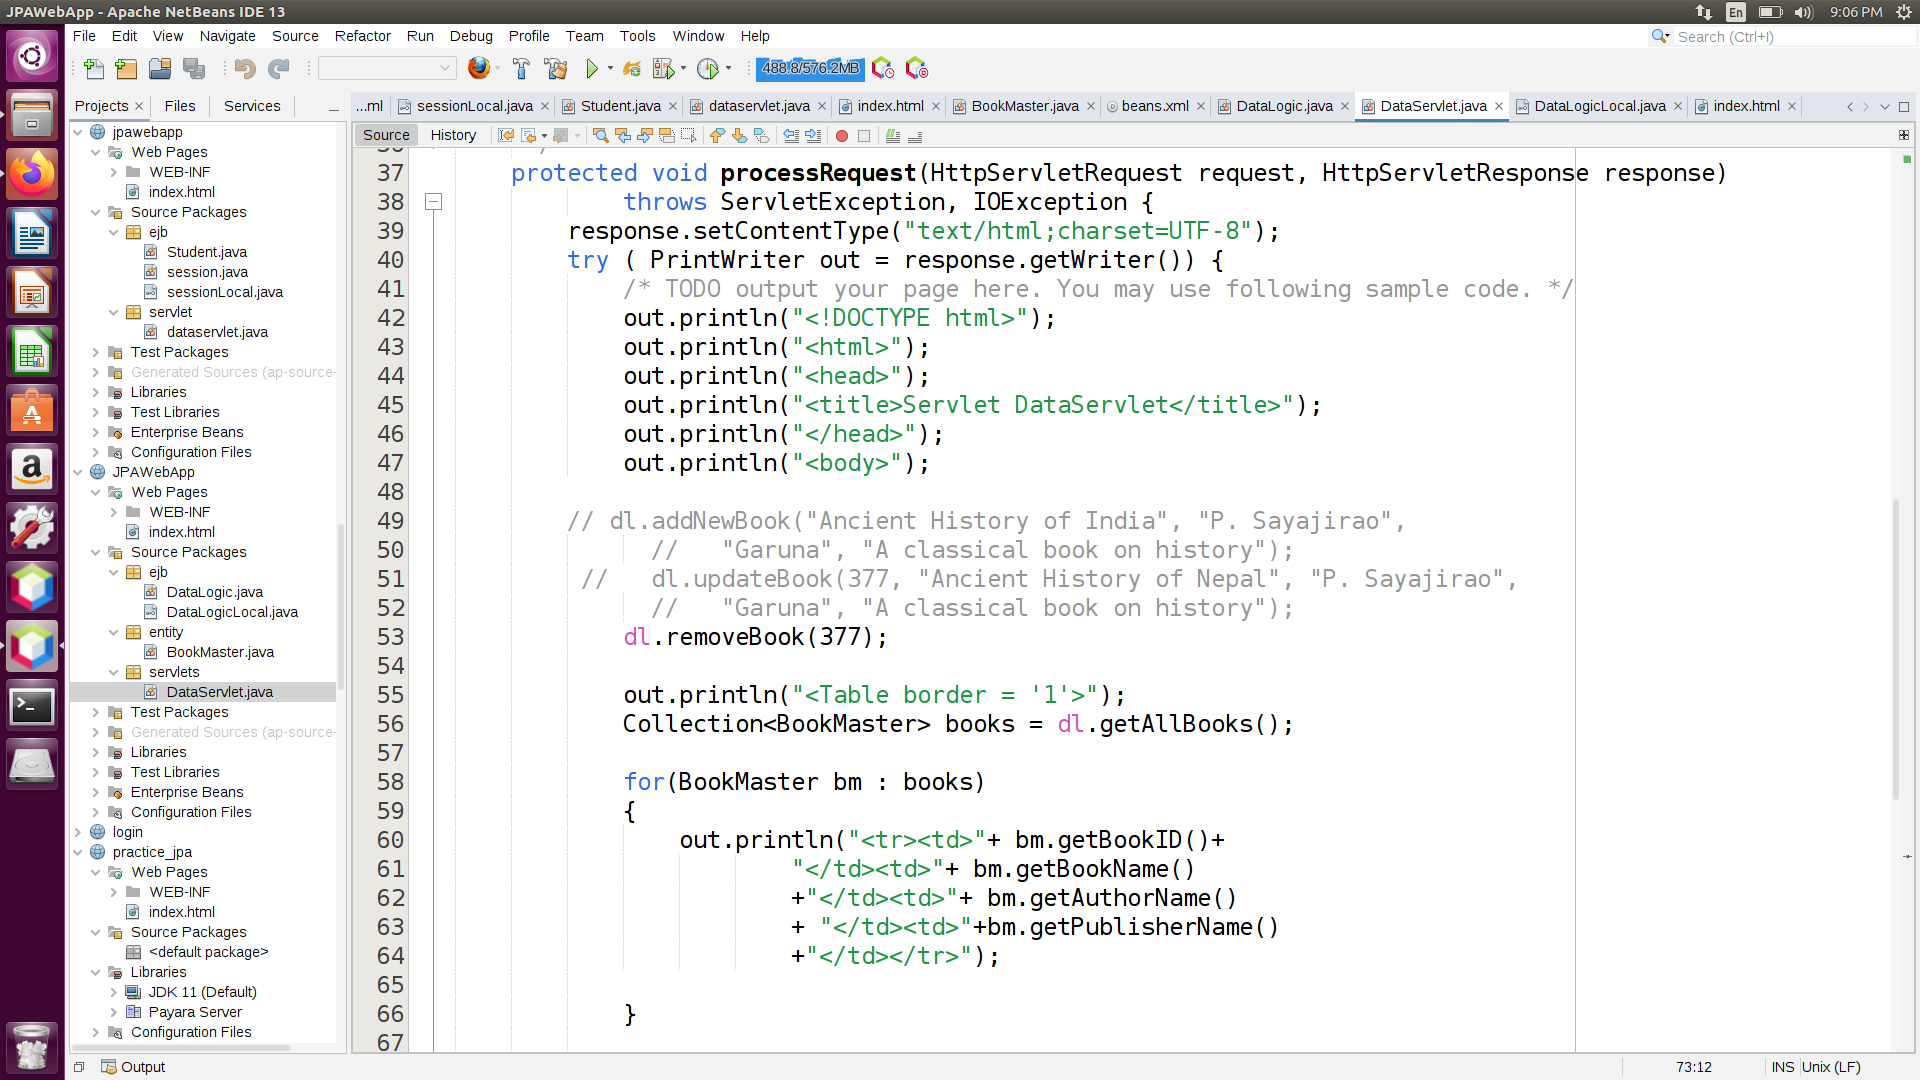 JPAWebApp - Apache NetBeans IDE 13
En
9:06 PM
File Edit View Navigate Source Refactor Run Debug Profile Team Tools Window Help
Search (Ctrl+I)
488.8/576.2MB
Projects Files Services
...ml sessionLocal.java Student.java dataservlet.java index.html BookMaster.java beans.xml DataLogic.java DataServlet.java DataLogicLocal.java index.html
Source History
jpawebapp
Web Pages
WEB-INF
index.html
Source Packages
ejb
Student.java
session.java
sessionLocal.java
servlet
dataservlet.java
Test Packages
Generated Sources (ap-source-
Libraries
Test Libraries
Enterprise Beans
Configuration Files
JPAWebApp
Web Pages
WEB-INF
index.html
Source Packages
ejb
DataLogic.java
DataLogicLocal.java
entity
BookMaster.java
servlets
DataServlet.java
Test Packages
Generated Sources (ap-source-
Libraries
Test Libraries
Enterprise Beans
Configuration Files
login
practice_jpa
Web Pages
WEB-INF
index.html
Source Packages
<default package>
Libraries
JDK 11 (Default)
Payara Server
Configuration Files
37 protected void processRequest(HttpServletRequest request, HttpServletResponse response)
38 throws ServletException, IOException {
39 response.setContentType("text/html;charset=UTF-8");
40 try ( PrintWriter out = response.getWriter()) {
41 /* TODO output your page here. You may use following sample code. */
42 out.println("<!DOCTYPE html>");
43 out.println("<html>");
44 out.println("<head>");
45 out.println("<title>Servlet DataServlet</title>");
46 out.println("</head>");
47 out.println("<body>");
48
49 // dl.addNewBook("Ancient History of India", "P. Sayajirao",
50 // "Garuna", "A classical book on history");
51 // dl.updateBook(377, "Ancient History of Nepal", "P. Sayajirao",
52 // "Garuna", "A classical book on history");
53 dl.removeBook(377);
54
55 out.println("<Table border = '1'>");
56 Collection<BookMaster> books = dl.getAllBooks();
57
58 for(BookMaster bm : books)
59 {
60 out.println("<tr><td>"+ bm.getBookID()+
61 "</td><td>"+ bm.getBookName()
62 +"</td><td>"+ bm.getAuthorName()
63 + "</td><td>"+bm.getPublisherName()
64 +"</td></tr>");
65
66 }
67
Output
73:12 INS Unix (LF)